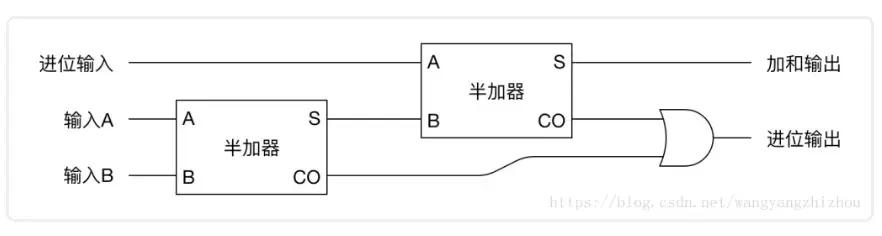 进位输入
A
S
加和输出
半加器
输入A
A
S
B
CO
进位输出
半加器
输入B
B
CO
https://blog.csdn.net/wangyangzhizhou